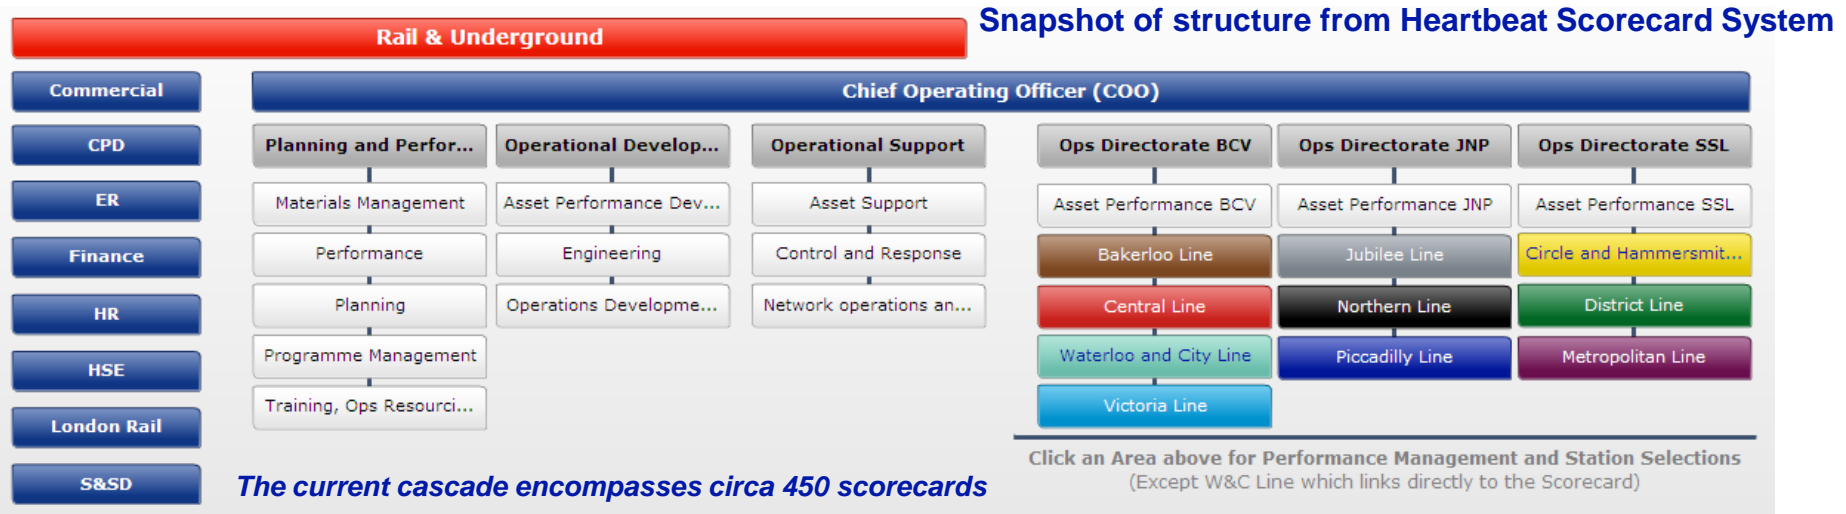 Snapshot of structure from Heartbeat Scorecard System
Rail & Underground
Commercial
CPD
ER
Finance
HR
HSE
London Rail
S&SD
Chief Operating Officer (COO)
Planning and Perfor...
Materials Management
Performance
Planning
Programme Management
Training, Ops Resourci...
Operational Develop...
Asset Performance Dev...
Engineering
Operations Developme...
Operational Support
Asset Support
Control and Response
Network operations an...
Ops Directorate BCV
Asset Performance BCV
Bakerloo Line
Central Line
Waterloo and City Line
Victoria Line
Ops Directorate JNP
Asset Performance JNP
Jubilee Line
Northern Line
Piccadilly Line
Ops Directorate SSL
Asset Performance SSL
Circle and Hammersmit...
District Line
Metropolitan Line
Click an Area above for Performance Management and Station Selections
(Except W&C Line which links directly to the Scorecard)
The current cascade encompasses circa 450 scorecards